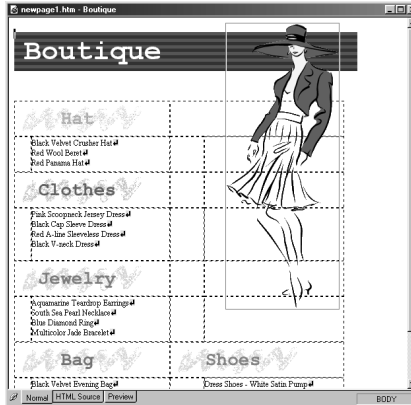 newpage1.htm - Boutique
Boutique
Hat
Black Velvet Crusher Hat
Red Wool Beret
Red Panama Hat
Clothes
Pink Scoopneck Jersey Dress
Black Cap Sleeve Dress
Red A-line Sleeveless Dress
Black V-neck Dress
Jewelry
Aquamarine Teardrop Earrings
South Sea Pearl Necklace
Blue Diamond Ring
Multicolor Jade Bracelet
Bag Shoes
Black Velvet Evening Bag Dress Shoes - White Satin Pump
Normal HTML Source Preview BODY